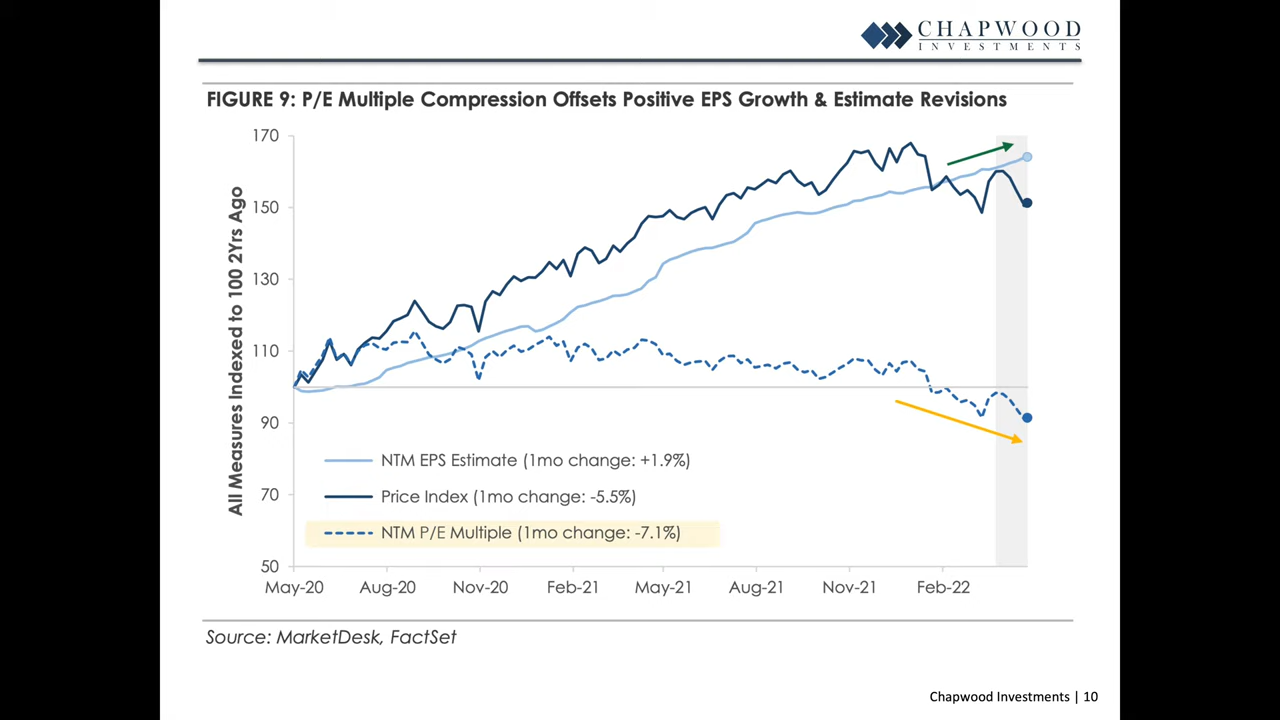 CHAPWOOD
INVESTMENTS
FIGURE 9: P/E Multiple Compression Offsets Positive EPS Growth & Estimate Revisions
All Measures Indexed to 100 2Yrs Ago
170
150
130
110
90
70
50
NTM EPS Estimate (1mo change: +1.9%)
Price Index (1mo change: -5.5%)
NTM P/E Multiple (1mo change: -7.1%)
May-20 Aug-20 Nov-20 Feb-21 May-21 Aug-21 Nov-21 Feb-22
Source: MarketDesk, FactSet
Chapwood Investments | 10